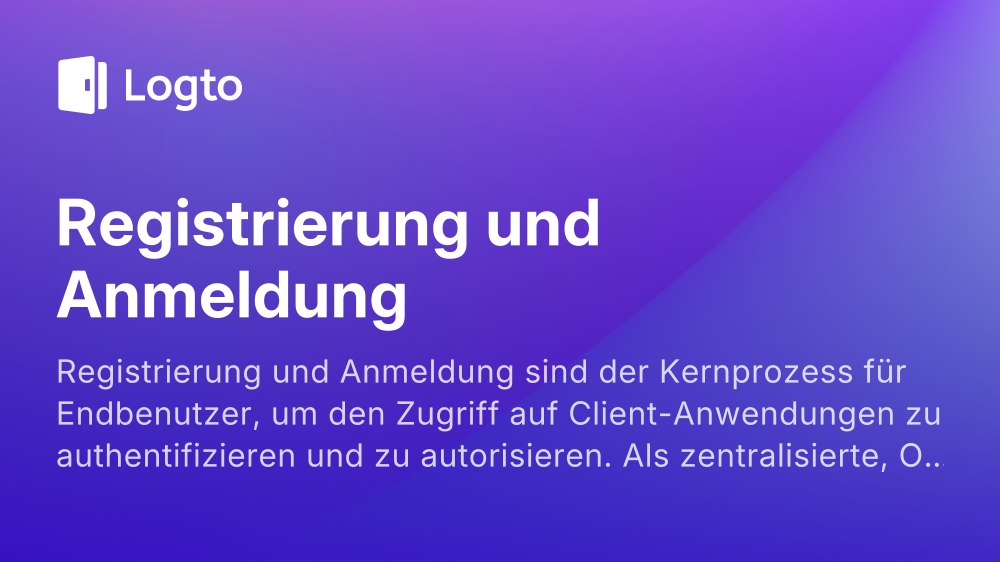 Logto
Registrierung und
Anmeldung
Registrierung und Anmeldung sind der Kernprozess für
Endbenutzer, um den Zugriff auf Client-Anwendungen zu
authentifizieren und zu autorisieren. Als zentralisierte, O...